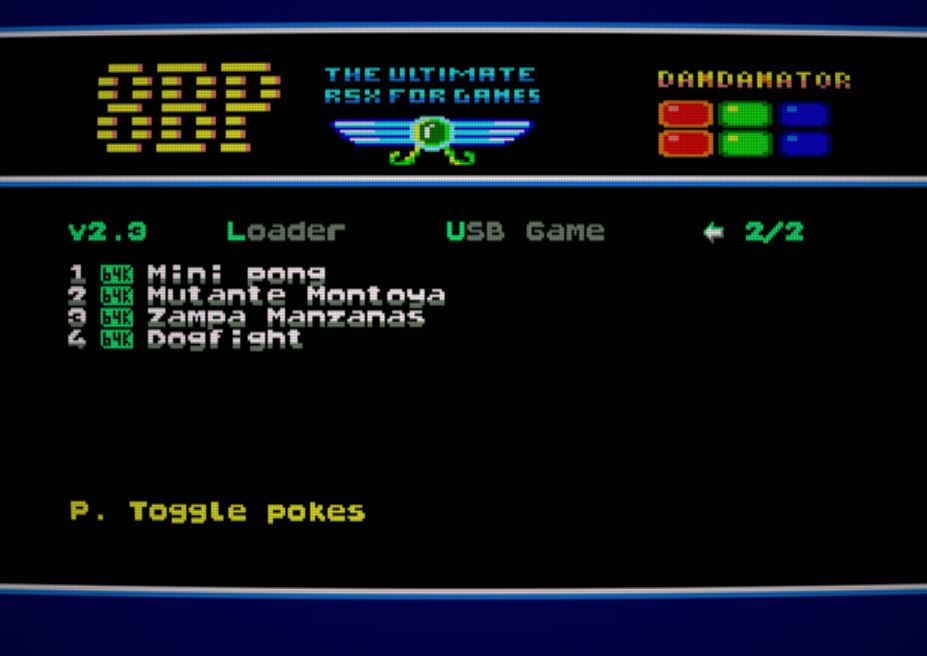 8BP
THE ULTIMATE
RSX FOR GAMES
DANDANATOR
v2.3 Loader USB Game ← 2/2
1 64K Mini pong
2 64K Mutante Montoya
3 64K Zampa Manzanas
4 64K Dogfight
P. Toggle pokes